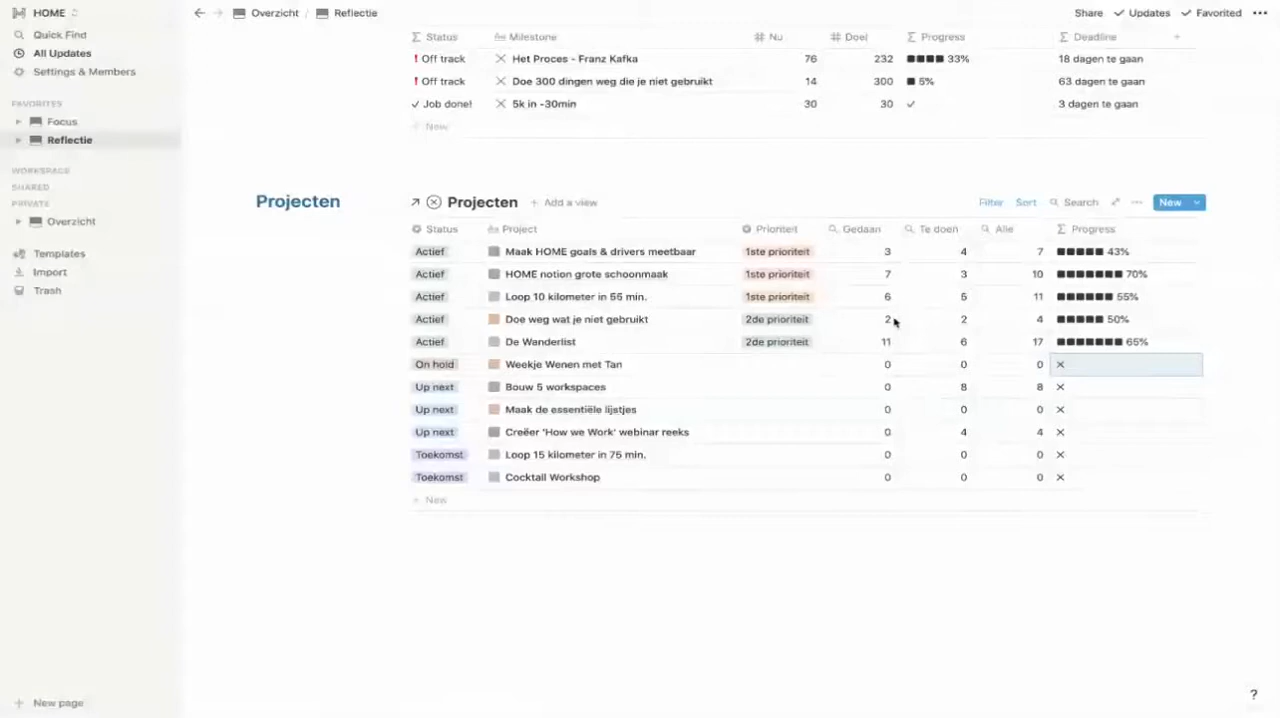 HOME
Overzicht / Reflectie
Share Updates Favorited
Quick Find
All Updates
Settings & Members
FAVORITES
Focus
Reflectie
WORKSPACE
SHARED
PRIVATE
Overzicht
Templates
Import
Trash
New page
Status Milestone Nu Doel Progress Deadline +
! Off track Het Proces - Franz Kafka 76 232 33% 18 dagen te gaan
! Off track Doe 300 dingen weg die je niet gebruikt 14 300 5% 63 dagen te gaan
✓ Job done! 5k in -30min 30 30 ✓ 3 dagen te gaan
+ New
Projecten
Projecten + Add a view Filter Sort Search New
Status Project Prioriteit Gedaan Te doen Alle Progress
Actief Maak HOME goals & drivers meetbaar 1ste prioriteit 3 4 7 43%
Actief HOME notion grote schoonmaak 1ste prioriteit 7 3 10 70%
Actief Loop 10 kilometer in 55 min. 1ste prioriteit 6 5 11 55%
Actief Doe weg wat je niet gebruikt 2de prioriteit 2 2 4 50%
Actief De Wanderlist 2de prioriteit 11 6 17 65%
On hold Weekje Wenen met Tan 0 0 0 ×
Up next Bouw 5 workspaces 0 8 8 ×
Up next Maak de essentiële lijstjes 0 0 0 ×
Up next Creëer 'How we Work' webinar reeks 0 4 4 ×
Toekomst Loop 15 kilometer in 75 min. 0 0 0 ×
Toekomst Cocktail Workshop 0 0 0 ×
+ New
?